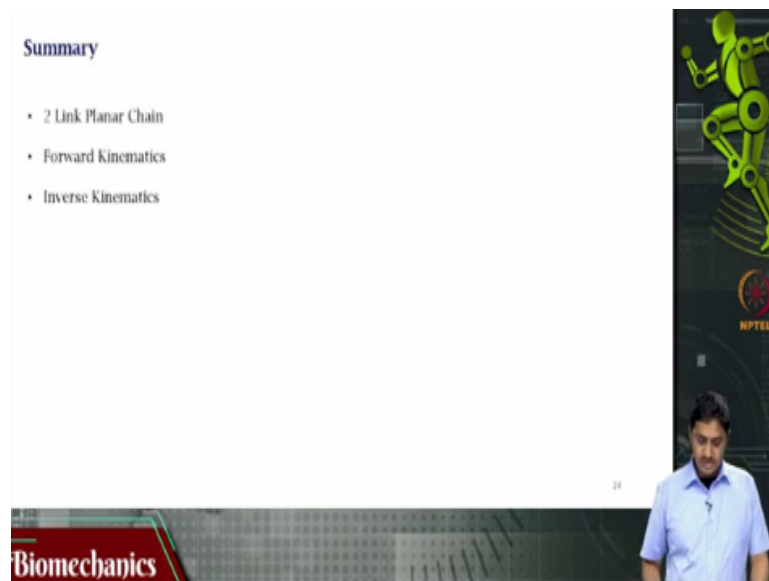 Summary
• 2 Link Planar Chain
• Forward Kinematics
• Inverse Kinematics
NPTEL
24
Biomechanics